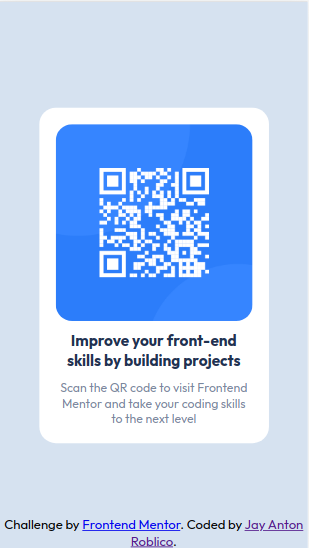 Improve your front-end
skills by building projects
Scan the QR code to visit Frontend
Mentor and take your coding skills
to the next level
Challenge by Frontend Mentor. Coded by Jay Anton
Roblico.